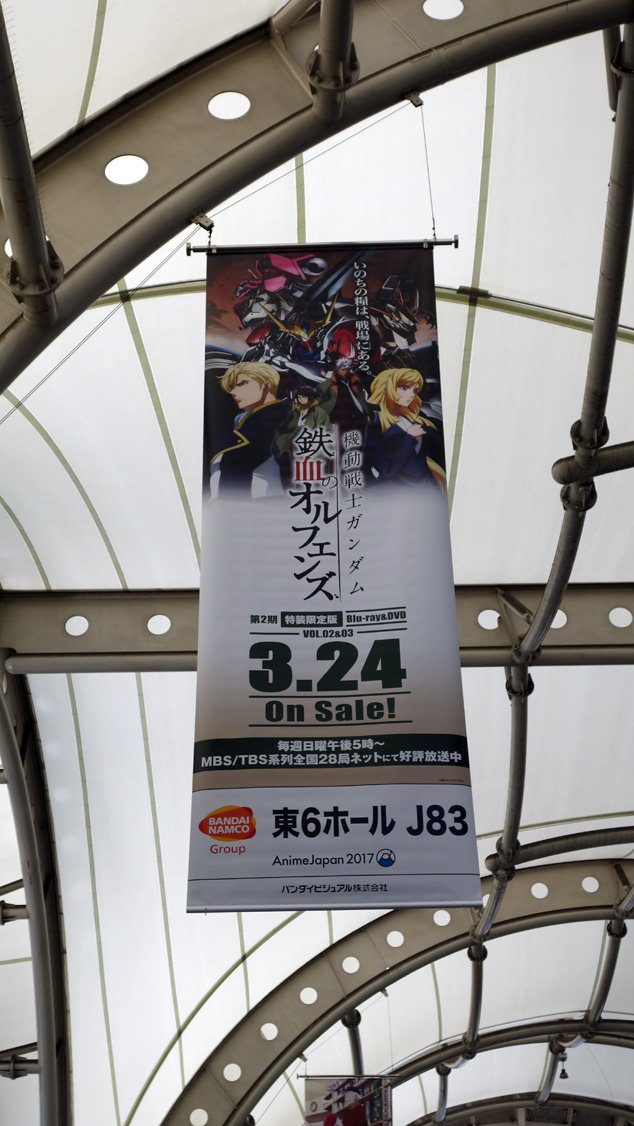 いのちの糧は、戦場にある。
機動戦士ガンダム
鉄血のオルフェンズ
第2期 特装限定版 Blu-ray&DVD
VOL.02&03
3.24
On Sale!
毎週日曜午後5時〜
MBS/TBS系列全国28局ネットにて好評放送中
BANDAI
NAMCO
Group
東6ホール J83
AnimeJapan 2017
バンダイビジュアル株式会社